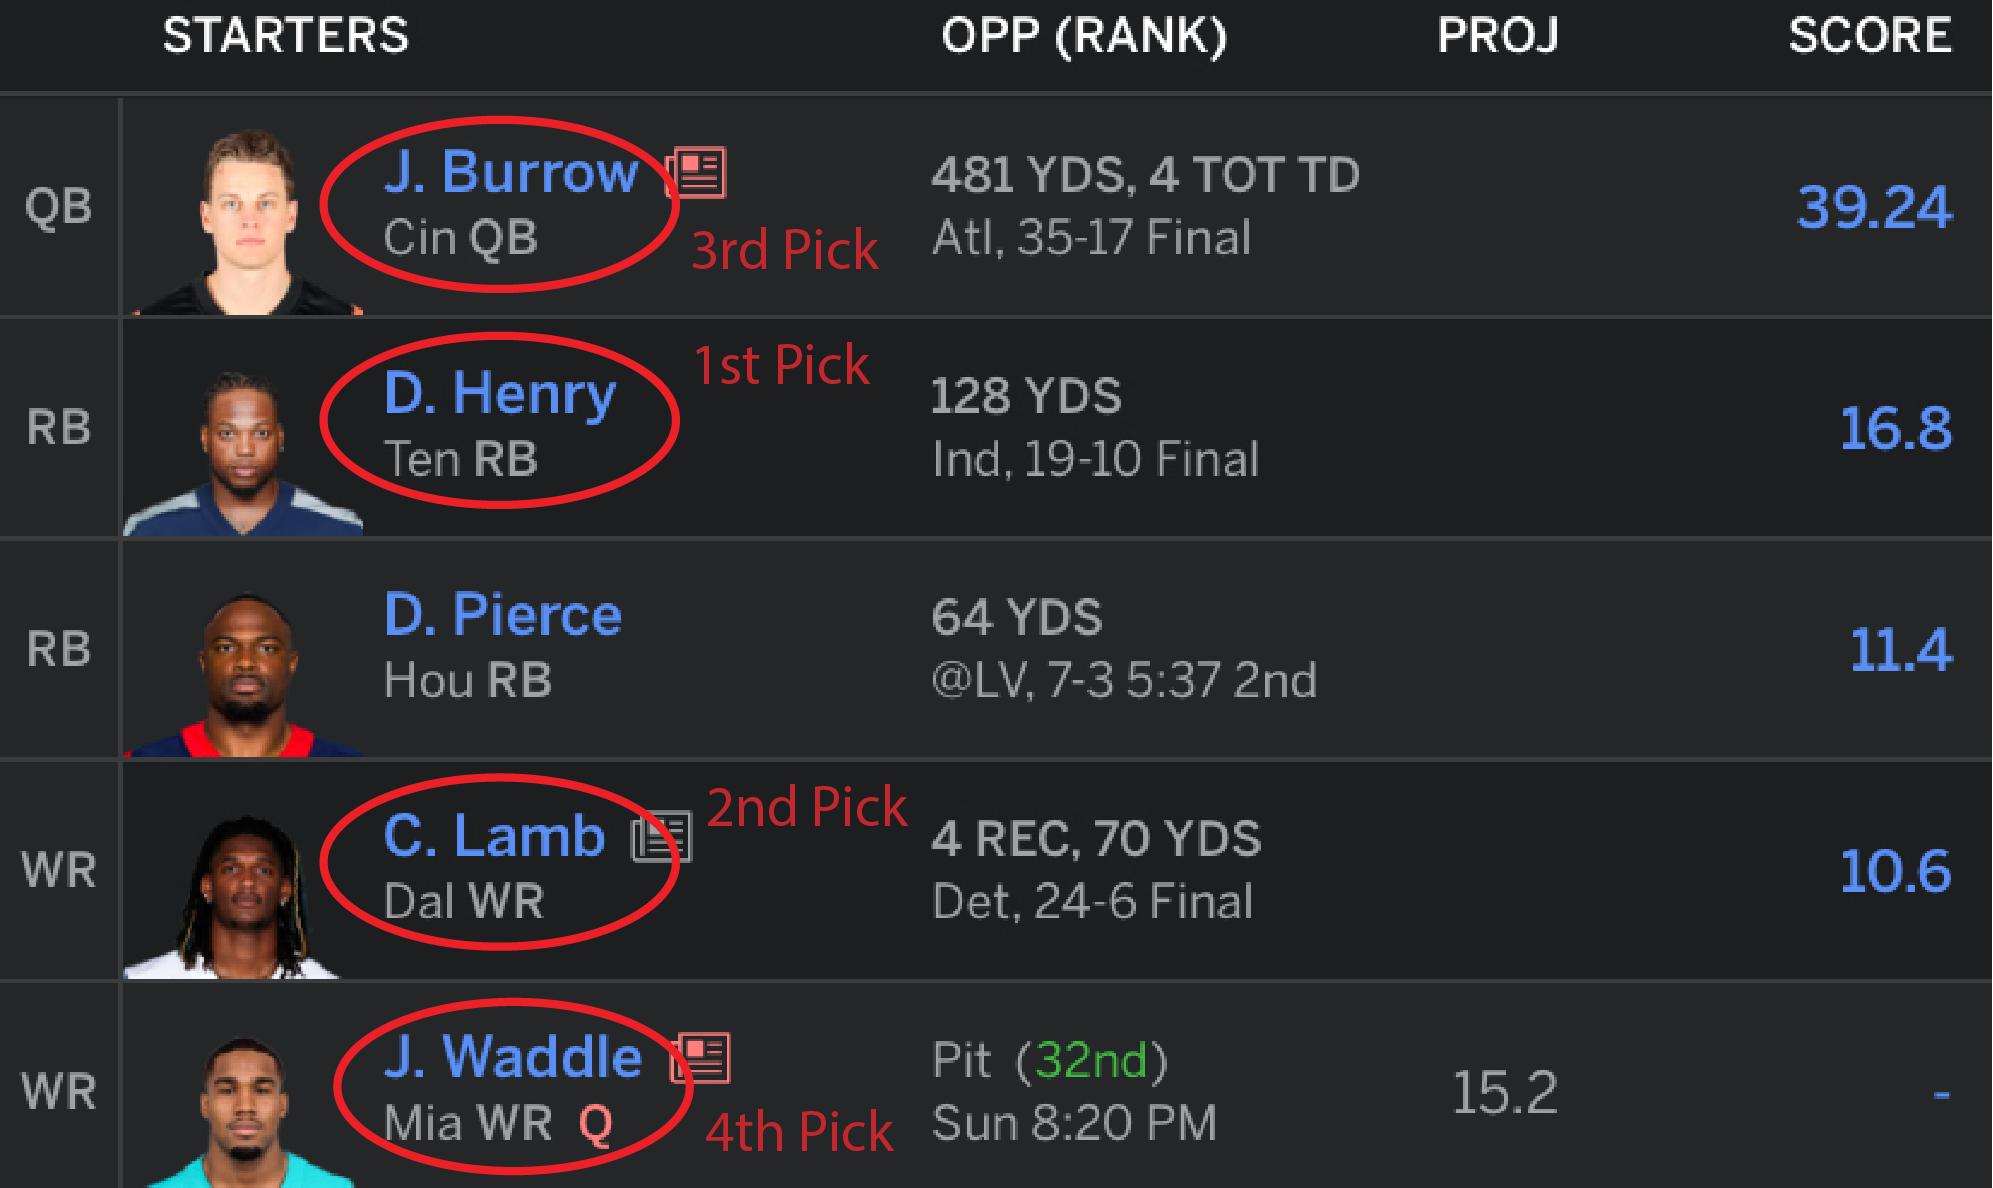 STARTERS OPP (RANK) PROJ SCORE
QB
J. Burrow
Cin QB
3rd Pick
481 YDS, 4 TOT TD
Atl, 35-17 Final
39.24
RB
D. Henry
Ten RB
1st Pick
128 YDS
Ind, 19-10 Final
16.8
RB
D. Pierce
Hou RB
64 YDS
@LV, 7-3 5:37 2nd
11.4
WR
C. Lamb
Dal WR
2nd Pick
4 REC, 70 YDS
Det, 24-6 Final
10.6
WR
J. Waddle
Mia WR Q
4th Pick
Pit (32nd)
Sun 8:20 PM
15.2
-